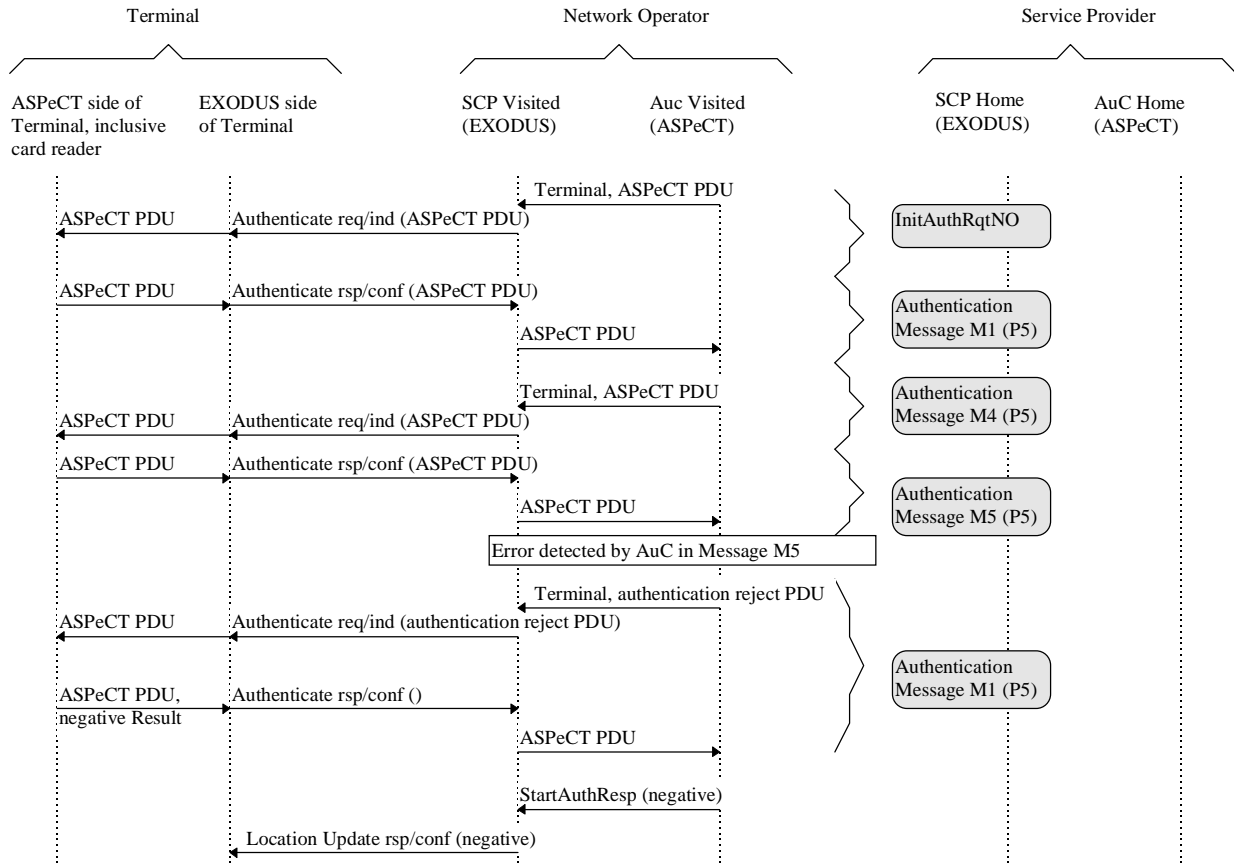 Terminal
Network Operator
Service Provider
ASPeCT side of
Terminal, inclusive
card reader
EXODUS side
of Terminal
SCP Visited
(EXODUS)
Auc Visited
(ASPeCT)
SCP Home
(EXODUS)
AuC Home
(ASPeCT)
Terminal, ASPeCT PDU
ASPeCT PDU
Authenticate req/ind (ASPeCT PDU)
InitAuthRqtNO
ASPeCT PDU
Authenticate rsp/conf (ASPeCT PDU)
Authentication
Message M1 (P5)
ASPeCT PDU
Terminal, ASPeCT PDU
Authentication
Message M4 (P5)
ASPeCT PDU
Authenticate req/ind (ASPeCT PDU)
ASPeCT PDU
Authenticate rsp/conf (ASPeCT PDU)
Authentication
Message M5 (P5)
ASPeCT PDU
Error detected by AuC in Message M5
Terminal, authentication reject PDU
ASPeCT PDU
Authenticate req/ind (authentication reject PDU)
Authentication
Message M1 (P5)
ASPeCT PDU,
negative Result
Authenticate rsp/conf ()
ASPeCT PDU
StartAuthResp (negative)
Location Update rsp/conf (negative)